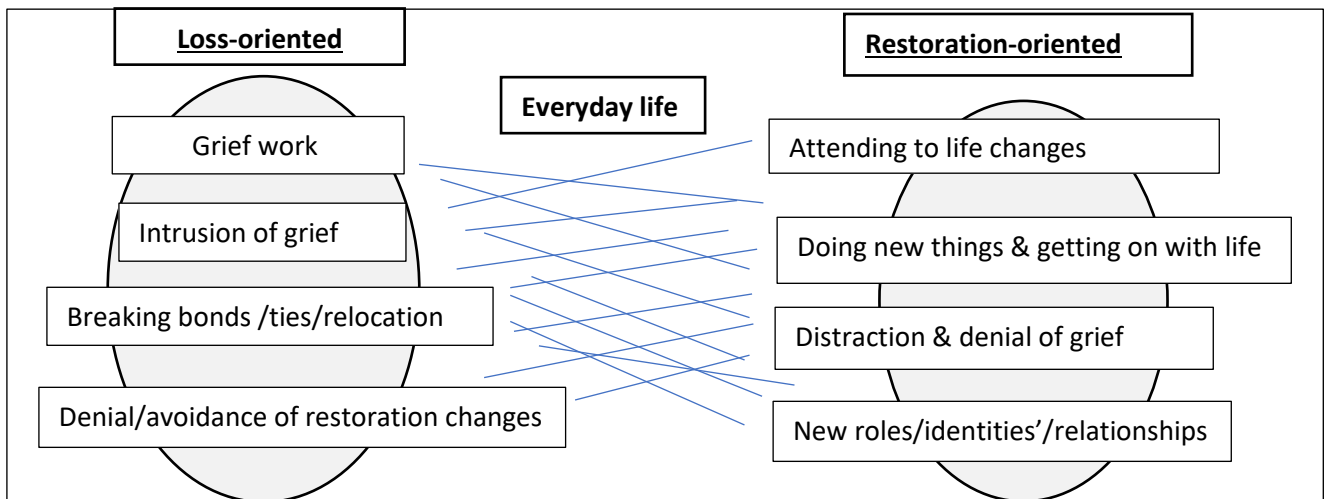 Loss-oriented
Restoration-oriented
Everyday life
Grief work
Attending to life changes
Intrusion of grief
Doing new things & getting on with life
Breaking bonds /ties/relocation
Distraction & denial of grief
Denial/avoidance of restoration changes
New roles/identities’/relationships